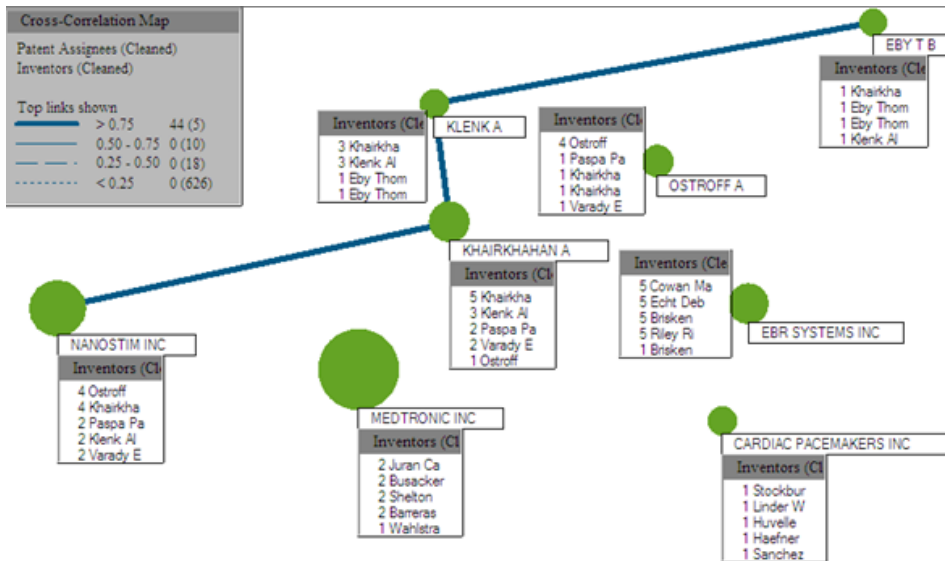 Cross-Correlation Map
Patent Assignees (Cleaned)
Inventors (Cleaned)
Top links shown
> 0.75 44 (5)
0.50 - 0.75 0 (10)
0.25 - 0.50 0 (18)
< 0.25 0 (626)
EBY T B
Inventors (Cle
1 Khairkha
1 Eby Thom
1 Eby Thom
1 Klenk Al
KLENK A
Inventors (Cle
3 Khairkha
3 Klenk Al
1 Eby Thom
1 Eby Thom
OSTROFF A
Inventors (Cle
4 Ostroff
1 Paspa Pa
1 Khairkha
1 Khairkha
1 Varady E
KHAIRKHAHAN A
Inventors (Cl
5 Khairkha
3 Klenk Al
2 Paspa Pa
2 Varady E
1 Ostroff
Inventors (Cle
5 Cowan Ma
5 Echt Deb
5 Brisken
5 Riley Ri
1 Brisken
EBR SYSTEMS INC
NANOSTIM INC
Inventors (Cl
4 Ostroff
4 Khairkha
2 Paspa Pa
2 Klenk Al
2 Varady E
MEDTRONIC INC
Inventors (Cl
2 Juran Ca
2 Busacker
2 Shelton
2 Barreras
1 Wahlstra
CARDIAC PACEMAKERS INC
Inventors (Cl
1 Stockbur
1 Linder W
1 Huvelle
1 Haefner
1 Sanchez